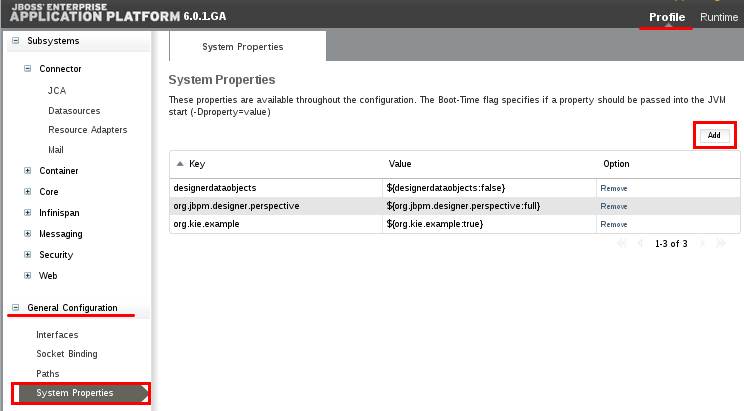 JBOSS' ENTERPRISE
APPLICATION PLATFORM 6.0.1.GA
Profile
Runtime
Subsystems
Connector
JCA
Datasources
Resource Adapters
Mail
Container
Core
Infinispan
Messaging
Security
Web
General Configuration
Interfaces
Socket Binding
Paths
System Properties
System Properties
System Properties
These properties are available throughout the configuration. The Boot-Time flag specifies if a property should be passed into the JVM
start (-Dproperty=value)
Add
Key Value Option
designerdataobjects ${designerdataobjects:false} Remove
org.jbpm.designer.perspective ${org.jbpm.designer.perspective:full} Remove
org.kie.example ${org.kie.example:true} Remove
1-3 of 3